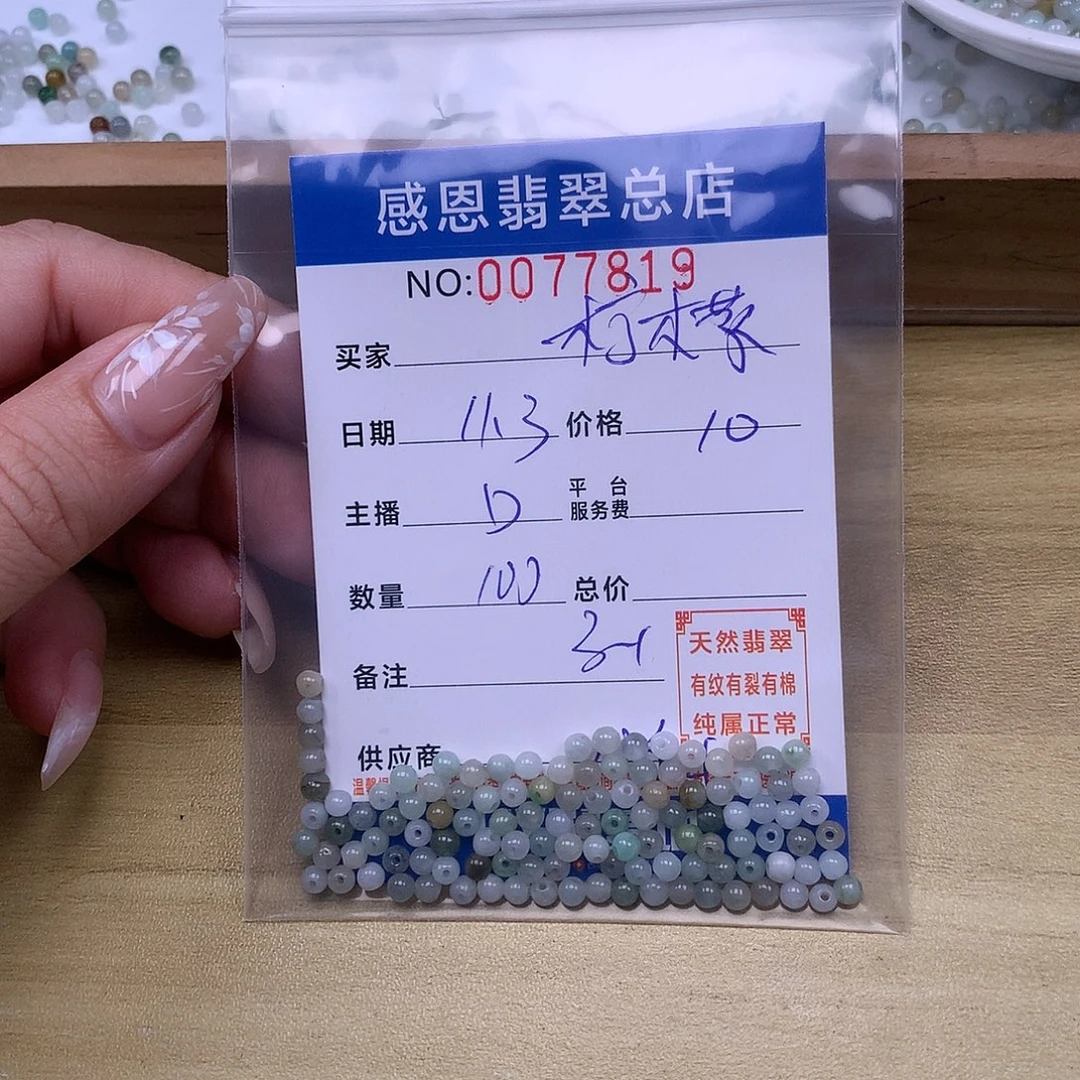 感恩翡翠总店
NO:0077819
买家
日期 11.3 价格 10
主播 D 平台服务费
数量 100 总价
备注 3-1
天然翡翠
有纹有裂有棉
纯属正常
供应商